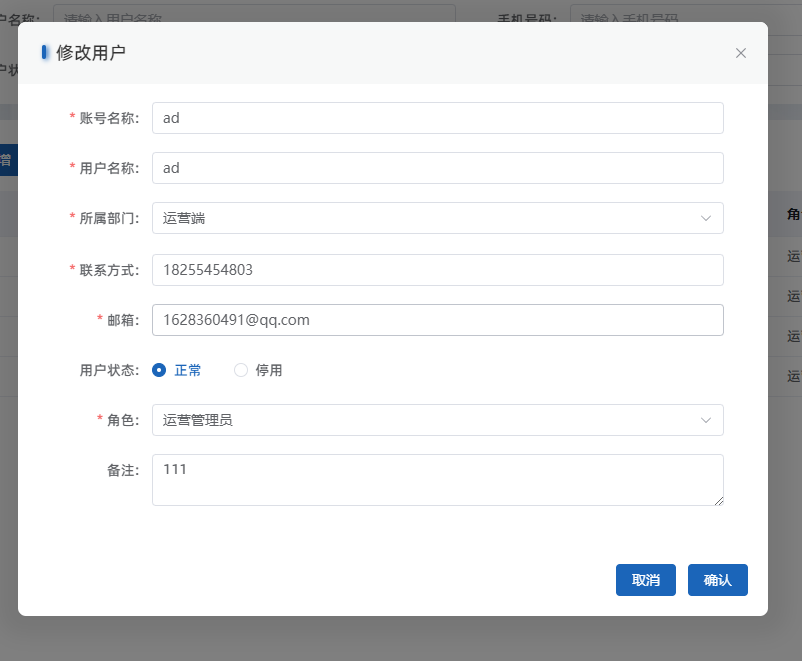 户名称： 请输入用户名称 手机号码： 请输入手机号码
修改用户
户状
* 账号名称： ad
增
* 用户名称： ad
* 所属部门： 运营端
角
* 联系方式： 18255454803
运
运
* 邮箱： 1628360491@qq.com
运
用户状态： 正常 停用
运
* 角色： 运营管理员
备注： 111
取消 确认